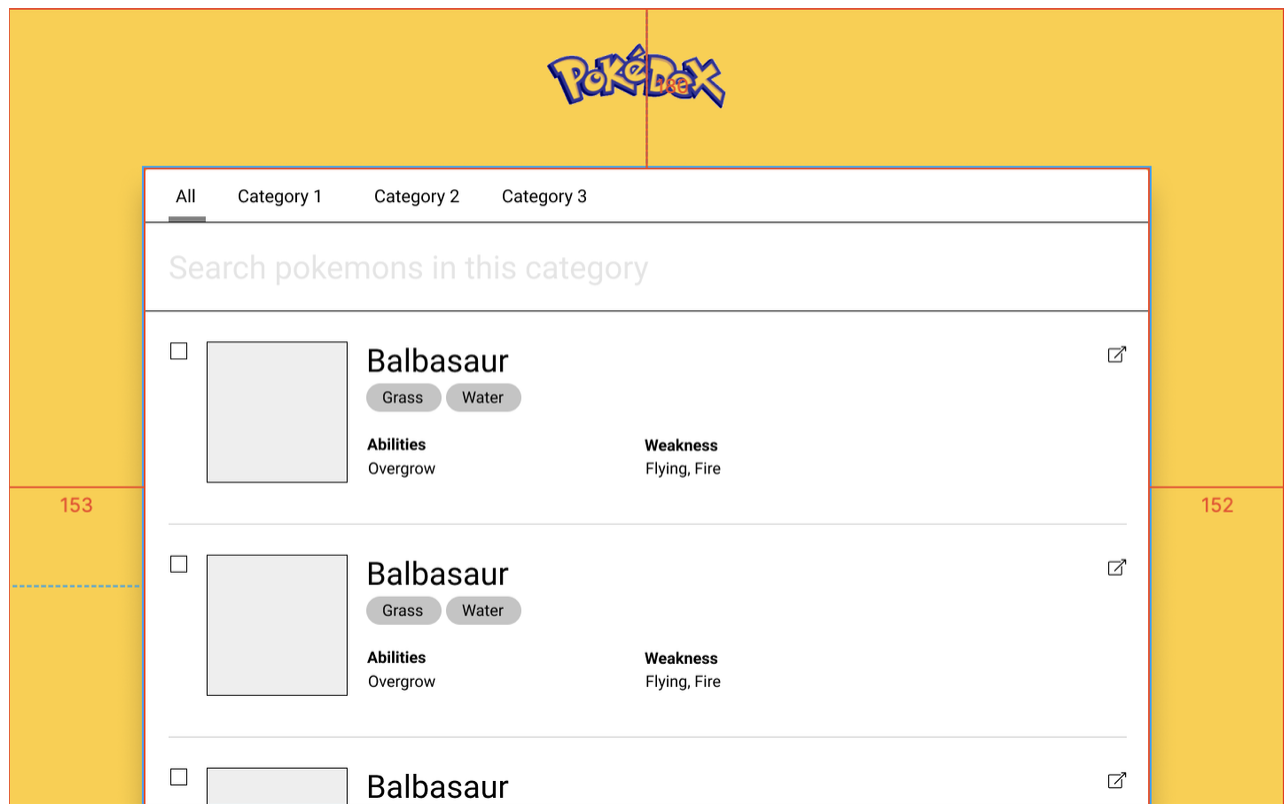 PokéDex
180
All Category 1 Category 2 Category 3
Search pokemons in this category
Balbasaur
Grass Water
Abilities Weakness
Overgrow Flying, Fire
153
152
Balbasaur
Grass Water
Abilities Weakness
Overgrow Flying, Fire
Balbasaur